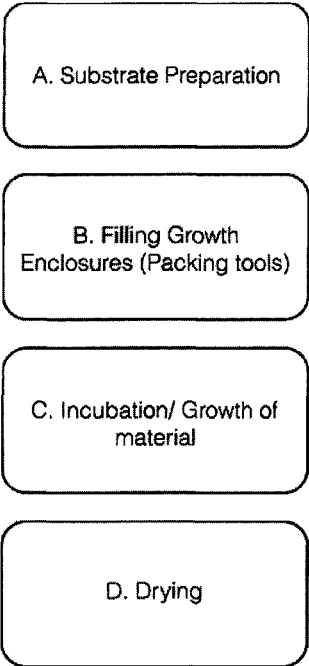 A. Substrate Preparation
B. Filling Growth
Enclosures (Packing tools)
C. Incubation/ Growth of
material
D. Drying